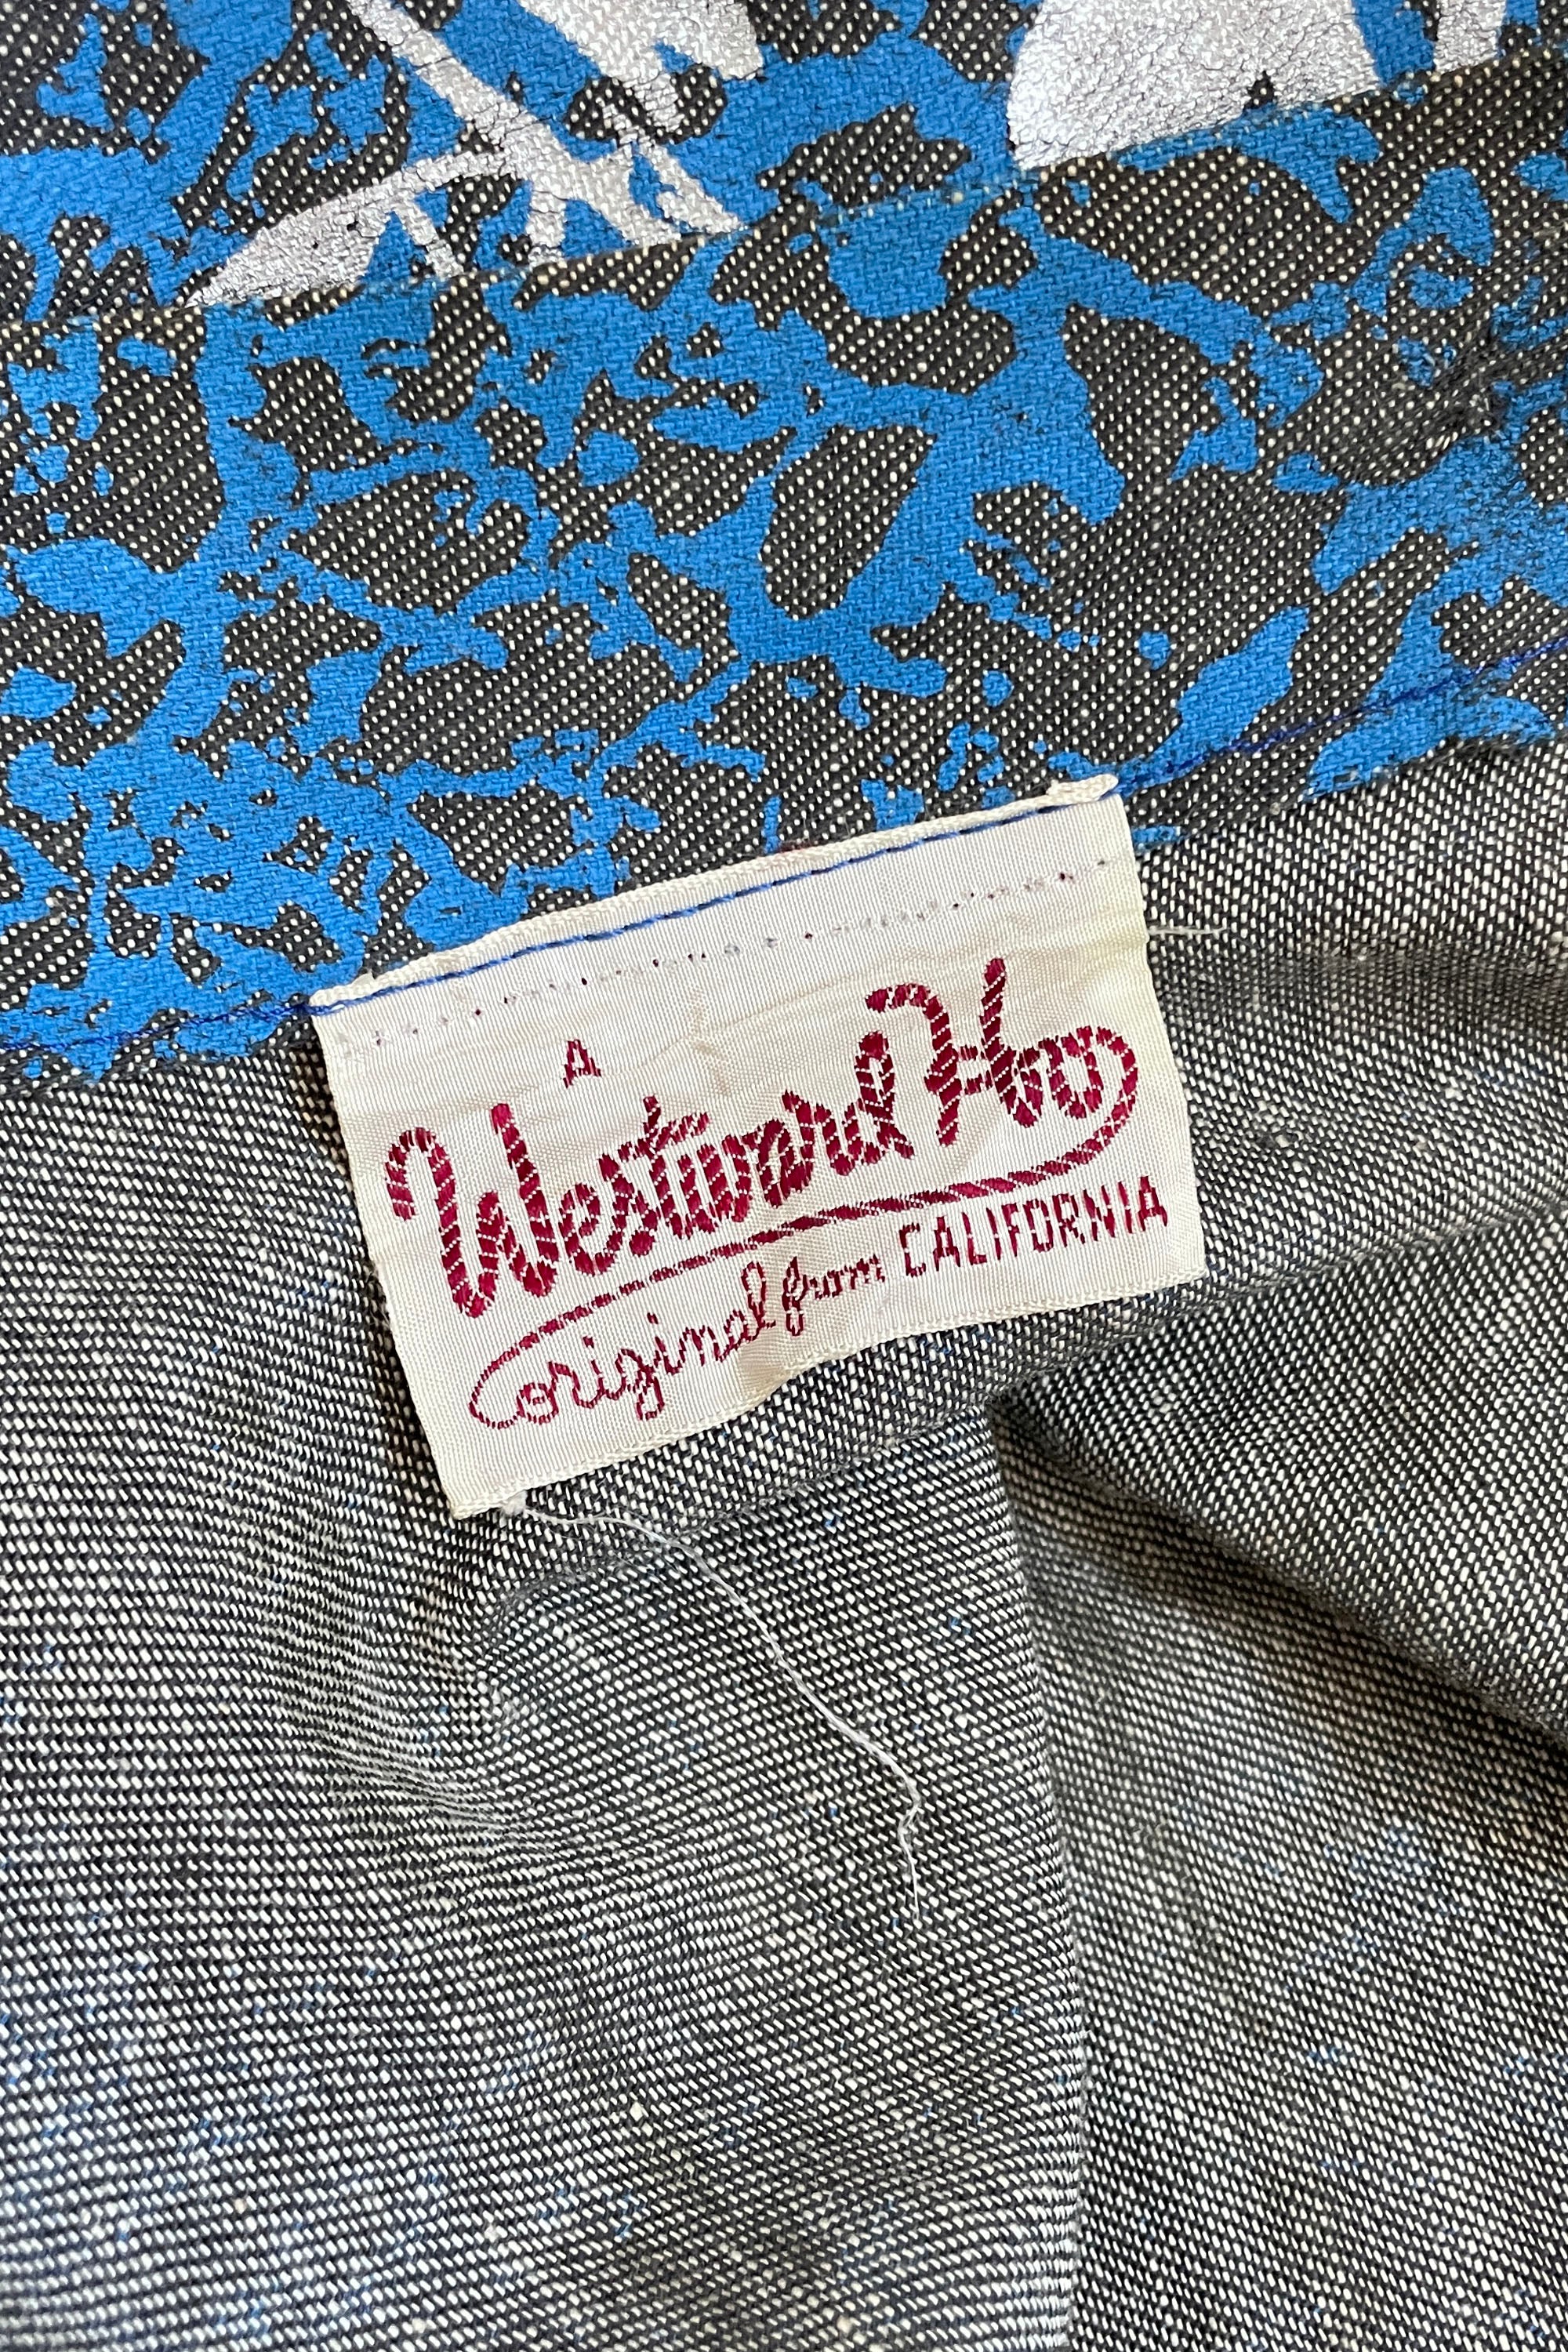 A
Westward Ho
original from CALIFORNIA